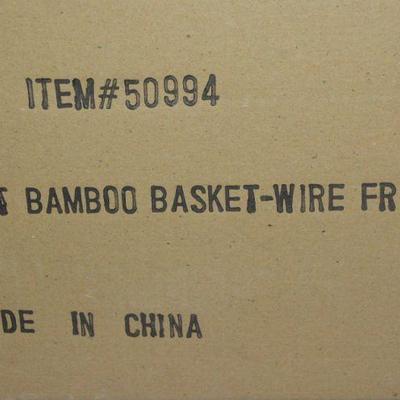 ITEM#50994
T BAMBOO BASKET-WIRE FR
DE IN CHINA